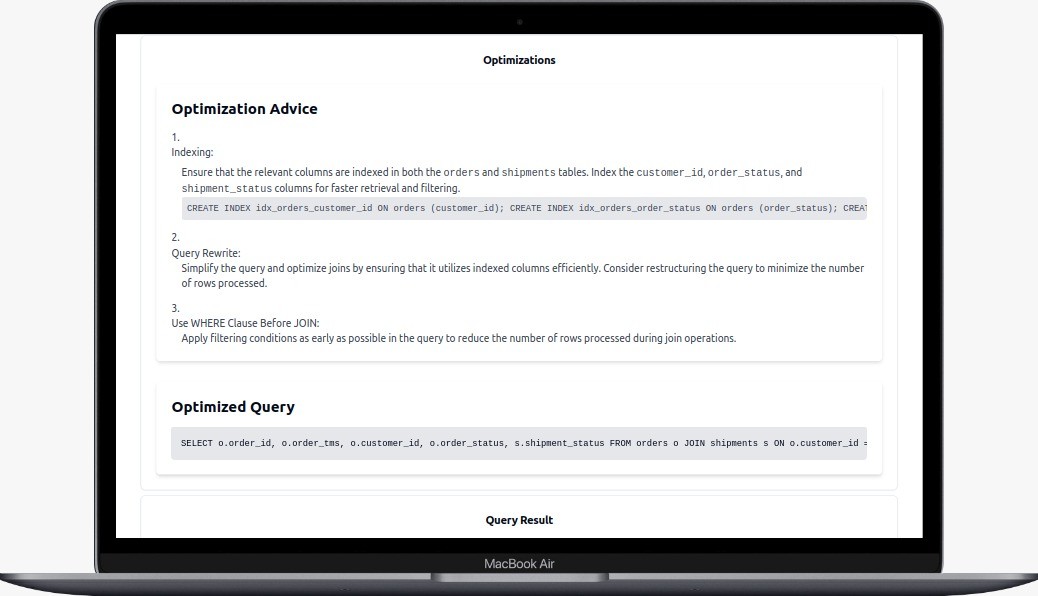 Optimizations
Optimization Advice
1.
Indexing:
Ensure that the relevant columns are indexed in both the orders and shipments tables. Index the customer_id, order_status, and
shipment_status columns for faster retrieval and filtering.
CREATE INDEX idx_orders_customer_id ON orders (customer_id); CREATE INDEX idx_orders_order_status ON orders (order_status); CREAT
2.
Query Rewrite:
Simplify the query and optimize joins by ensuring that it utilizes indexed columns efficiently. Consider restructuring the query to minimize the number
of rows processed.
3.
Use WHERE Clause Before JOIN:
Apply filtering conditions as early as possible in the query to reduce the number of rows processed during join operations.
Optimized Query
SELECT o.order_id, o.order_tms, o.customer_id, o.order_status, s.shipment_status FROM orders o JOIN shipments s ON o.customer_id =
Query Result
MacBook Air